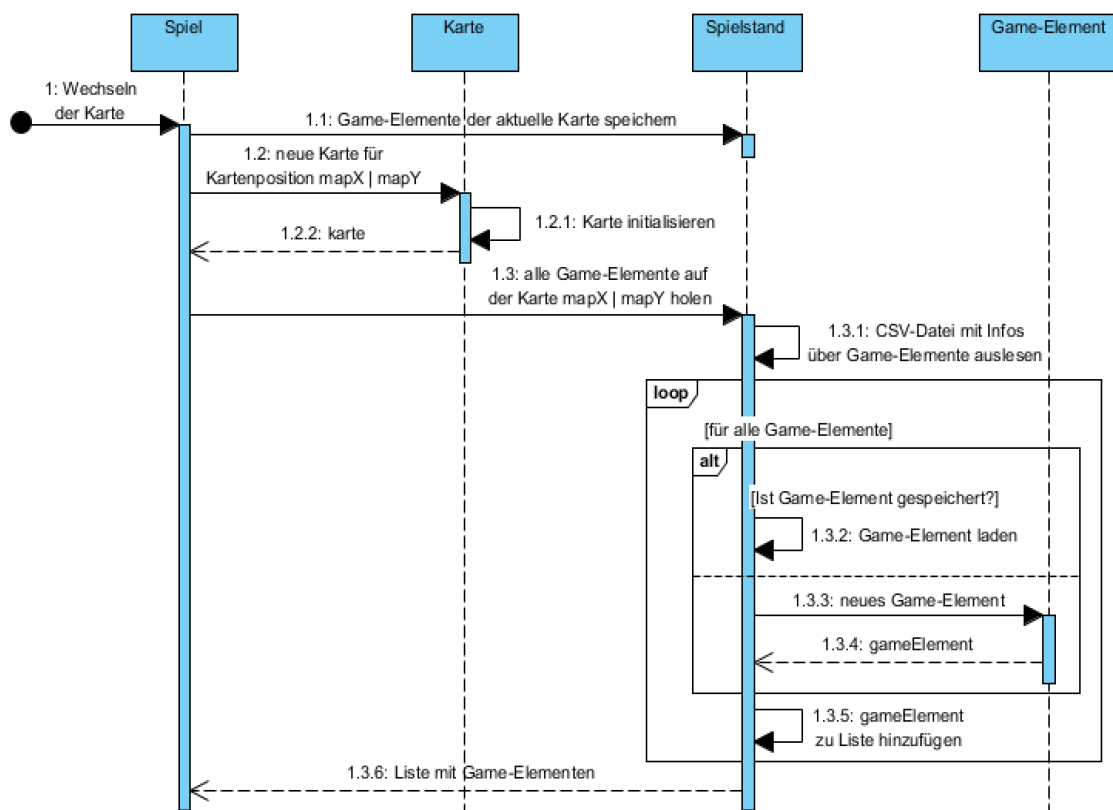 Spiel
Karte
Spielstand
Game-Element
1: Wechseln
der Karte
1.1: Game-Elemente der aktuelle Karte speichern
1.2: neue Karte für
Kartenposition mapX | mapY
1.2.1: Karte initialisieren
1.2.2: karte
1.3: alle Game-Elemente auf
der Karte mapX | mapY holen
1.3.1: CSV-Datei mit Infos
über Game-Elemente auslesen
loop
[für alle Game-Elemente]
alt
[Ist Game-Element gespeichert?]
1.3.2: Game-Element laden
1.3.3: neues Game-Element
1.3.4: gameElement
1.3.5: gameElement
zu Liste hinzufügen
1.3.6: Liste mit Game-Elementen